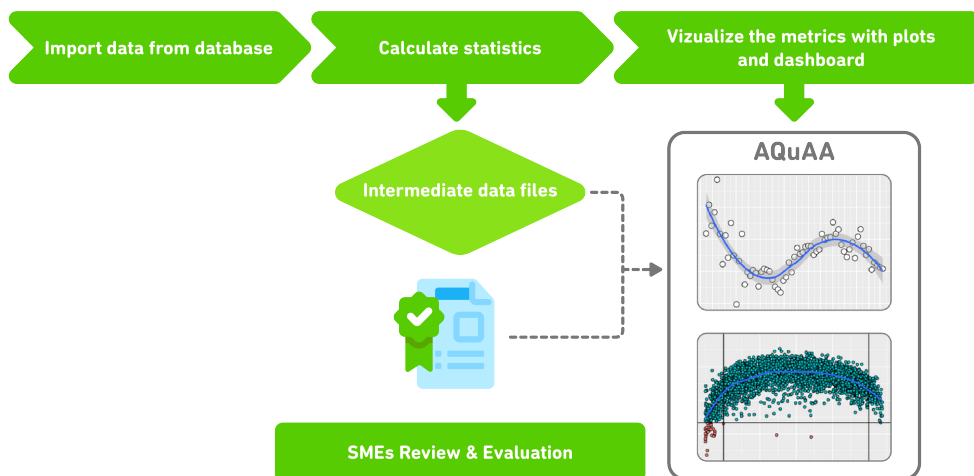 Import data from database
Calculate statistics
Vizualize the metrics with plots
and dashboard
AQuAA
Intermediate data files
SMEs Review & Evaluation